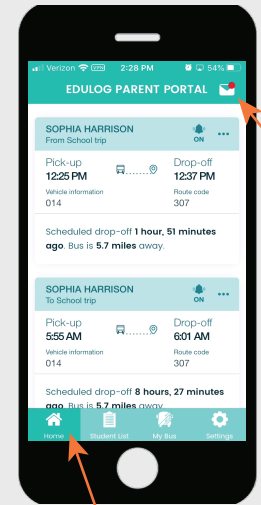 Verizon VPN 2:28 PM 54%
EDULOG PARENT PORTAL
SOPHIA HARRISON
From School trip
ON
Pick-up Drop-off
12:25 PM 12:37 PM
Vehicle information Route code
014 307
Scheduled drop-off 1 hour, 51 minutes
ago. Bus is 5.7 miles away.
SOPHIA HARRISON
To School trip
ON
Pick-up Drop-off
5:55 AM 6:01 AM
Vehicle information Route code
014 307
Scheduled drop-off 8 hours, 27 minutes
ago. Bus is 5.7 miles away.
Home Student List My Bus Settings